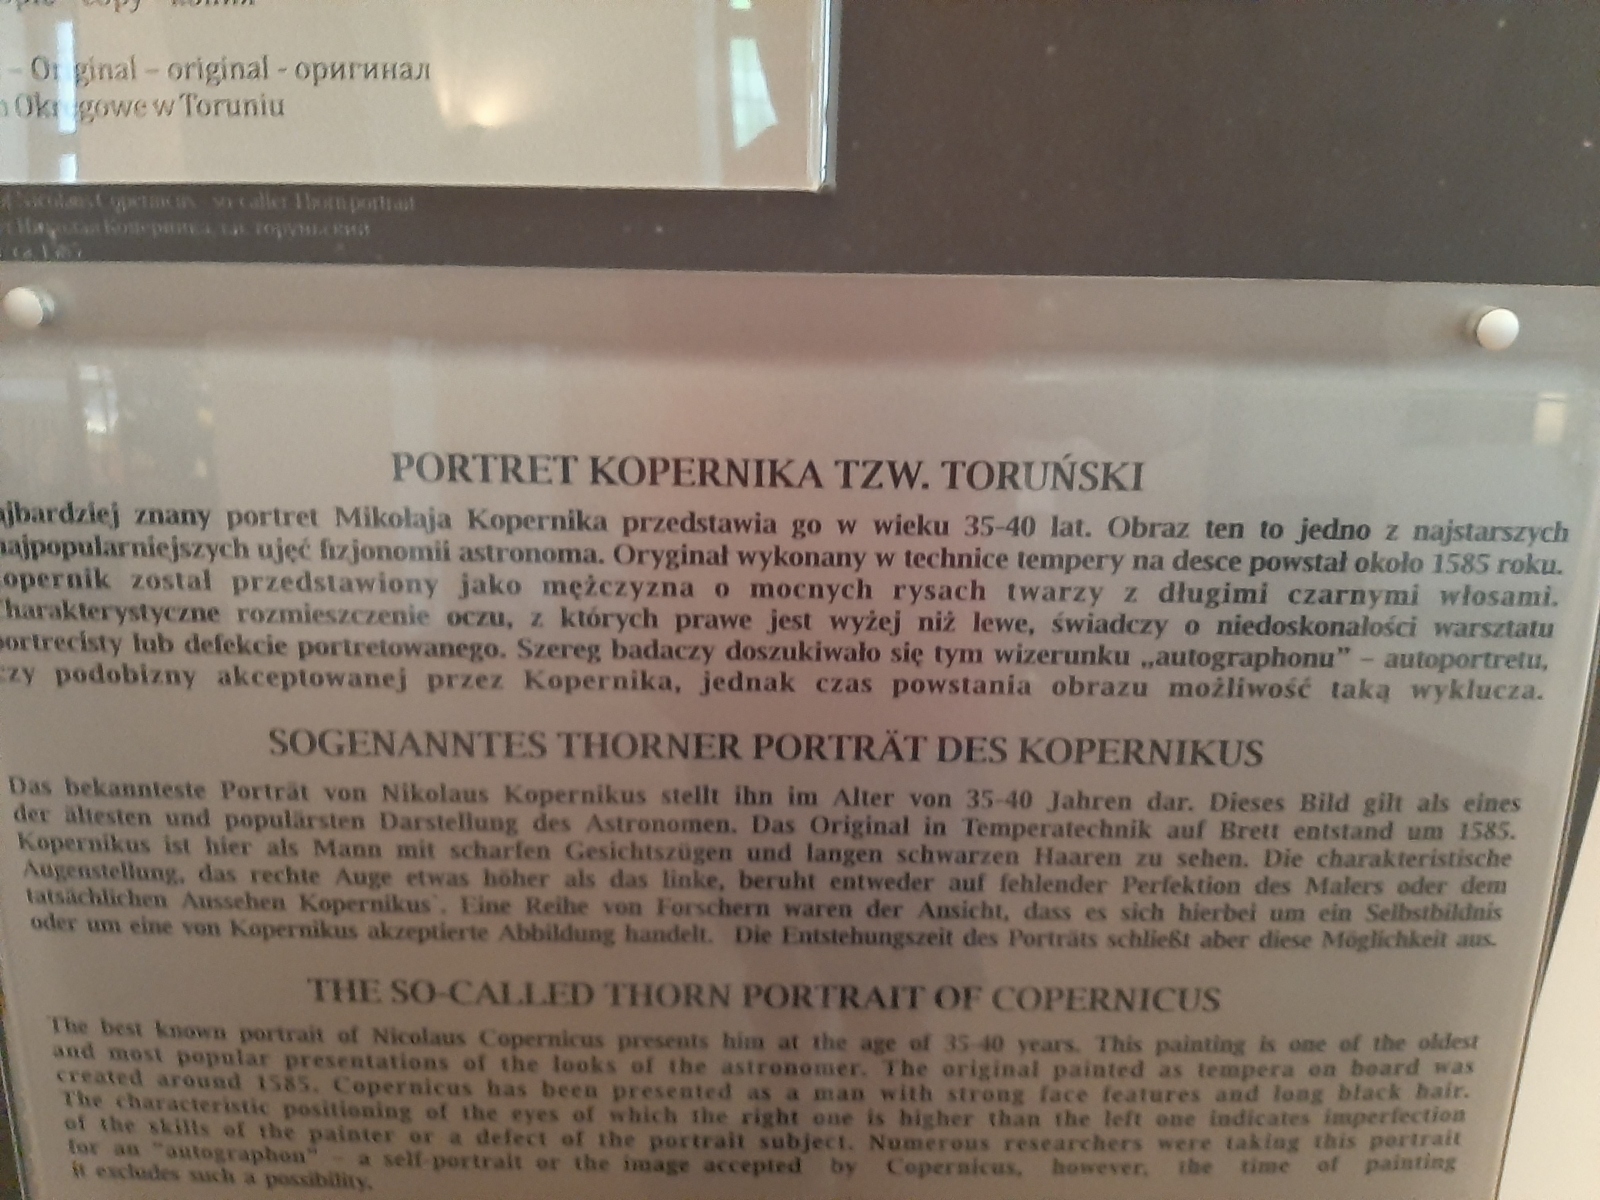 copy
– Original – original - оригинал
Okręgowe w Toruniu
Nicolaus Copernicus so-caller Thorn portrait
Коперника, т.н. торуньский
PORTRET KOPERNIKA TZW. TORUŃSKI
ajbardziej znany portret Mikołaja Kopernika przedstawia go w wieku 35-40 lat. Obraz ten to jedno z najstarszych
najpopularniejszych ujęć fizjonomii astronoma. Oryginał wykonany w technice tempery na desce powstał około 1585 roku.
opernik został przedstawiony jako mężczyzna o mocnych rysach twarzy z długimi czarnymi włosami.
Charakterystyczne rozmieszczenie oczu, z których prawe jest wyżej niż lewe, świadczy o niedoskonałości warsztatu
portrecisty lub defekcie portretowanego. Szereg badaczy doszukiwało się tym wizerunku „autographonu” – autoportretu,
czy podobizny akceptowanej przez Kopernika, jednak czas powstania obrazu możliwość taką wyklucza.
SOGENANNTES THORNER PORTRÄT DES KOPERNIKUS
Das bekannteste Porträt von Nikolaus Kopernikus stellt ihn im Alter von 35-40 Jahren dar. Dieses Bild gilt als eines
der ältesten und populärsten Darstellung des Astronomen. Das Original in Temperatechnik auf Brett entstand um 1585.
Kopernikus ist hier als Mann mit scharfen Gesichtszügen und langen schwarzen Haaren zu sehen. Die charakteristische
Augenstellung, das rechte Auge etwas höher als das linke, beruht entweder auf fehlender Perfektion des Malers oder dem
tatsächlichen Aussehen Kopernikus`. Eine Reihe von Forschern waren der Ansicht, dass es sich hierbei um ein Selbstbildnis
oder um eine von Kopernikus akzeptierte Abbildung handelt. Die Entstehungszeit des Porträts schließt aber diese Möglichkeit aus.
THE SO-CALLED THORN PORTRAIT OF COPERNICUS
The best known portrait of Nicolaus Copernicus presents him at the age of 35-40 years. This painting is one of the oldest
and most popular presentations of the looks of the astronomer. The original painted as tempera on board was
created around 1585. Copernicus has been presented as a man with strong face features and long black hair.
The characteristic positioning of the eyes of which the right one is higher than the left one indicates imperfection
of the skills of the painter or a defect of the portrait subject. Numerous researchers were taking this portrait
for an "autographon" – a self-portrait or the image accepted by Copernicus, however, the time of painting
it excludes such a possibility.